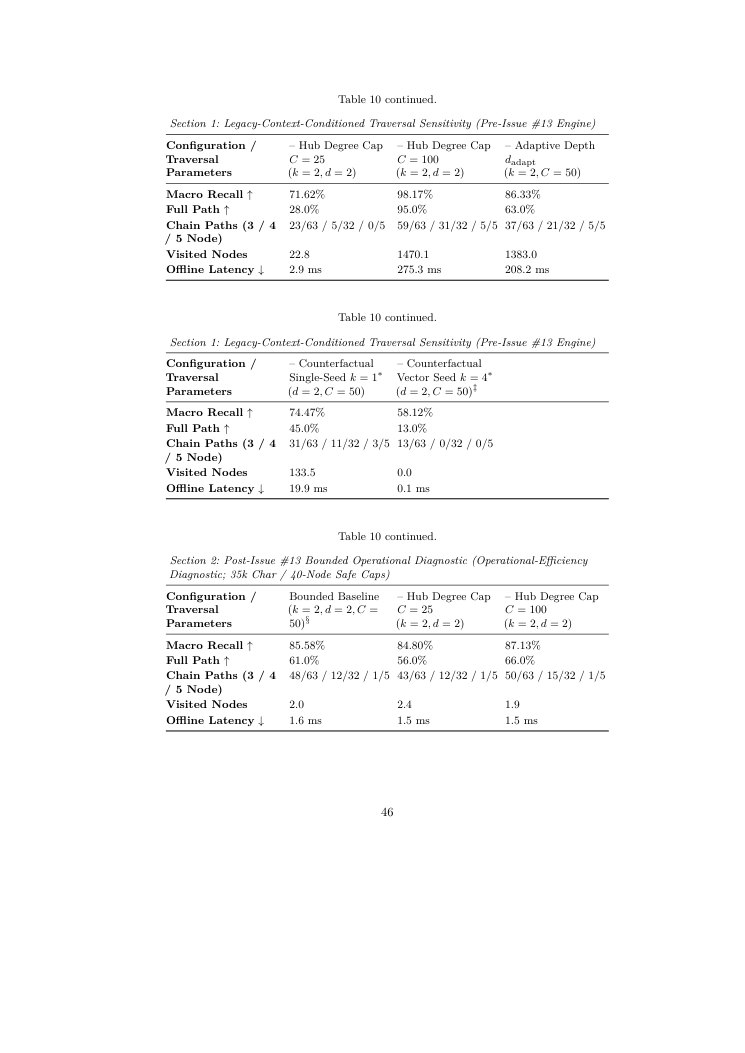 Table 10 continued.
Section 1: Legacy-Context-Conditioned Traversal Sensitivity (Pre-Issue #13 Engine)
Configuration / – Hub Degree Cap – Hub Degree Cap – Adaptive Depth
Traversal C = 25 C = 100 d_adapt
Parameters (k = 2, d = 2) (k = 2, d = 2) (k = 2, C = 50)
Macro Recall ↑ 71.62% 98.17% 86.33%
Full Path ↑ 28.0% 95.0% 63.0%
Chain Paths (3 / 4 23/63 / 5/32 / 0/5 59/63 / 31/32 / 5/5 37/63 / 21/32 / 5/5
/ 5 Node)
Visited Nodes 22.8 1470.1 1383.0
Offline Latency ↓ 2.9 ms 275.3 ms 208.2 ms
Table 10 continued.
Section 1: Legacy-Context-Conditioned Traversal Sensitivity (Pre-Issue #13 Engine)
Configuration / – Counterfactual – Counterfactual
Traversal Single-Seed k = 1* Vector Seed k = 4*
Parameters (d = 2, C = 50) (d = 2, C = 50)‡
Macro Recall ↑ 74.47% 58.12%
Full Path ↑ 45.0% 13.0%
Chain Paths (3 / 4 31/63 / 11/32 / 3/5 13/63 / 0/32 / 0/5
/ 5 Node)
Visited Nodes 133.5 0.0
Offline Latency ↓ 19.9 ms 0.1 ms
Table 10 continued.
Section 2: Post-Issue #13 Bounded Operational Diagnostic (Operational-Efficiency
Diagnostic; 35k Char / 40-Node Safe Caps)
Configuration / Bounded Baseline – Hub Degree Cap – Hub Degree Cap
Traversal (k = 2, d = 2, C = C = 25 C = 100
Parameters 50)§ (k = 2, d = 2) (k = 2, d = 2)
Macro Recall ↑ 85.58% 84.80% 87.13%
Full Path ↑ 61.0% 56.0% 66.0%
Chain Paths (3 / 4 48/63 / 12/32 / 1/5 43/63 / 12/32 / 1/5 50/63 / 15/32 / 1/5
/ 5 Node)
Visited Nodes 2.0 2.4 1.9
Offline Latency ↓ 1.6 ms 1.5 ms 1.5 ms
46